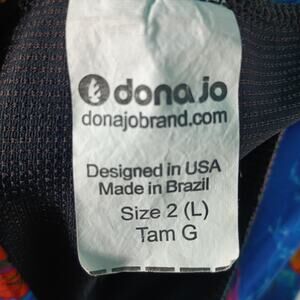 dona jo
donajobrand.com
Designed in USA
Made in Brazil
Size 2 (L)
Tam G